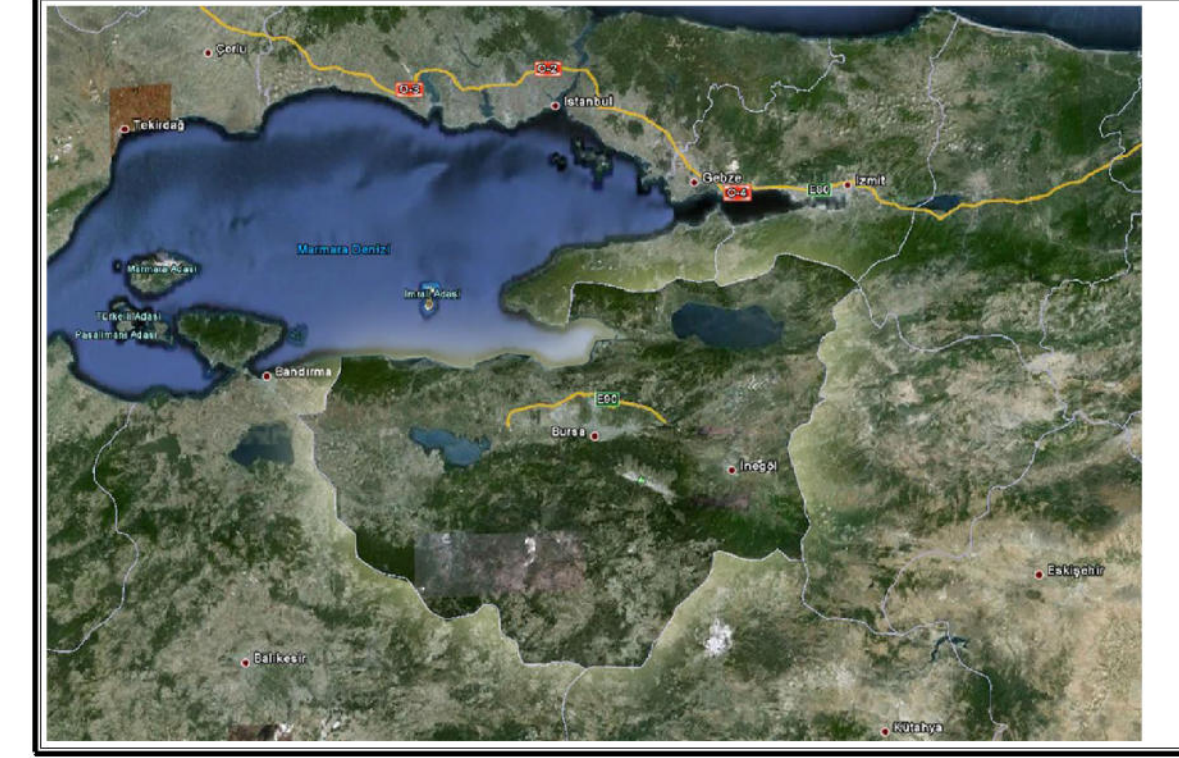 Çorlu
O-3
O-2
İstanbul
Tekirdağ
Gebze
O-4
E80
İzmit
Marmara Denizi
Marmara Adası
İmralı Adası
Türkeli Adası
Paşalimanı Adası
Bandırma
E90
Bursa
İnegöl
Eskişehir
Balıkesir
Kütahya